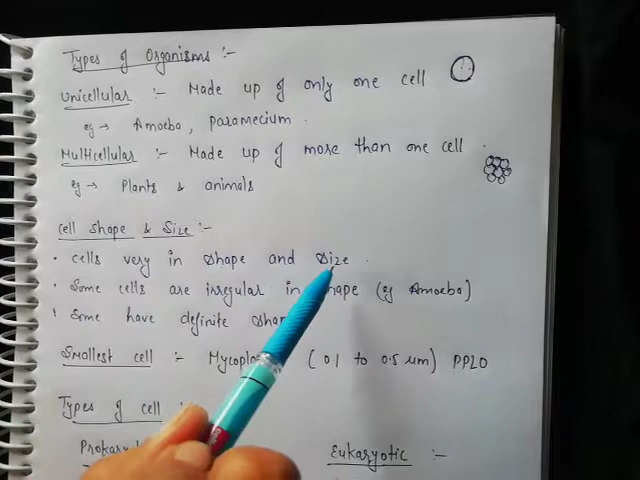 Types of Organisms :-
Unicellular :- Made up of only one cell
eg → Amoeba, paramecium.
Multicellular :- Made up of more than one cell.
eg → Plants & animals
Cell shape & Size :-
• Cells very in shape and size.
• Some cells are irregular in shape (eg Amoeba)
! Some have definite
Smallest cell :- (0.1 to 0.5 um) PPLO
Types of cell :-
Eukaryotic :-